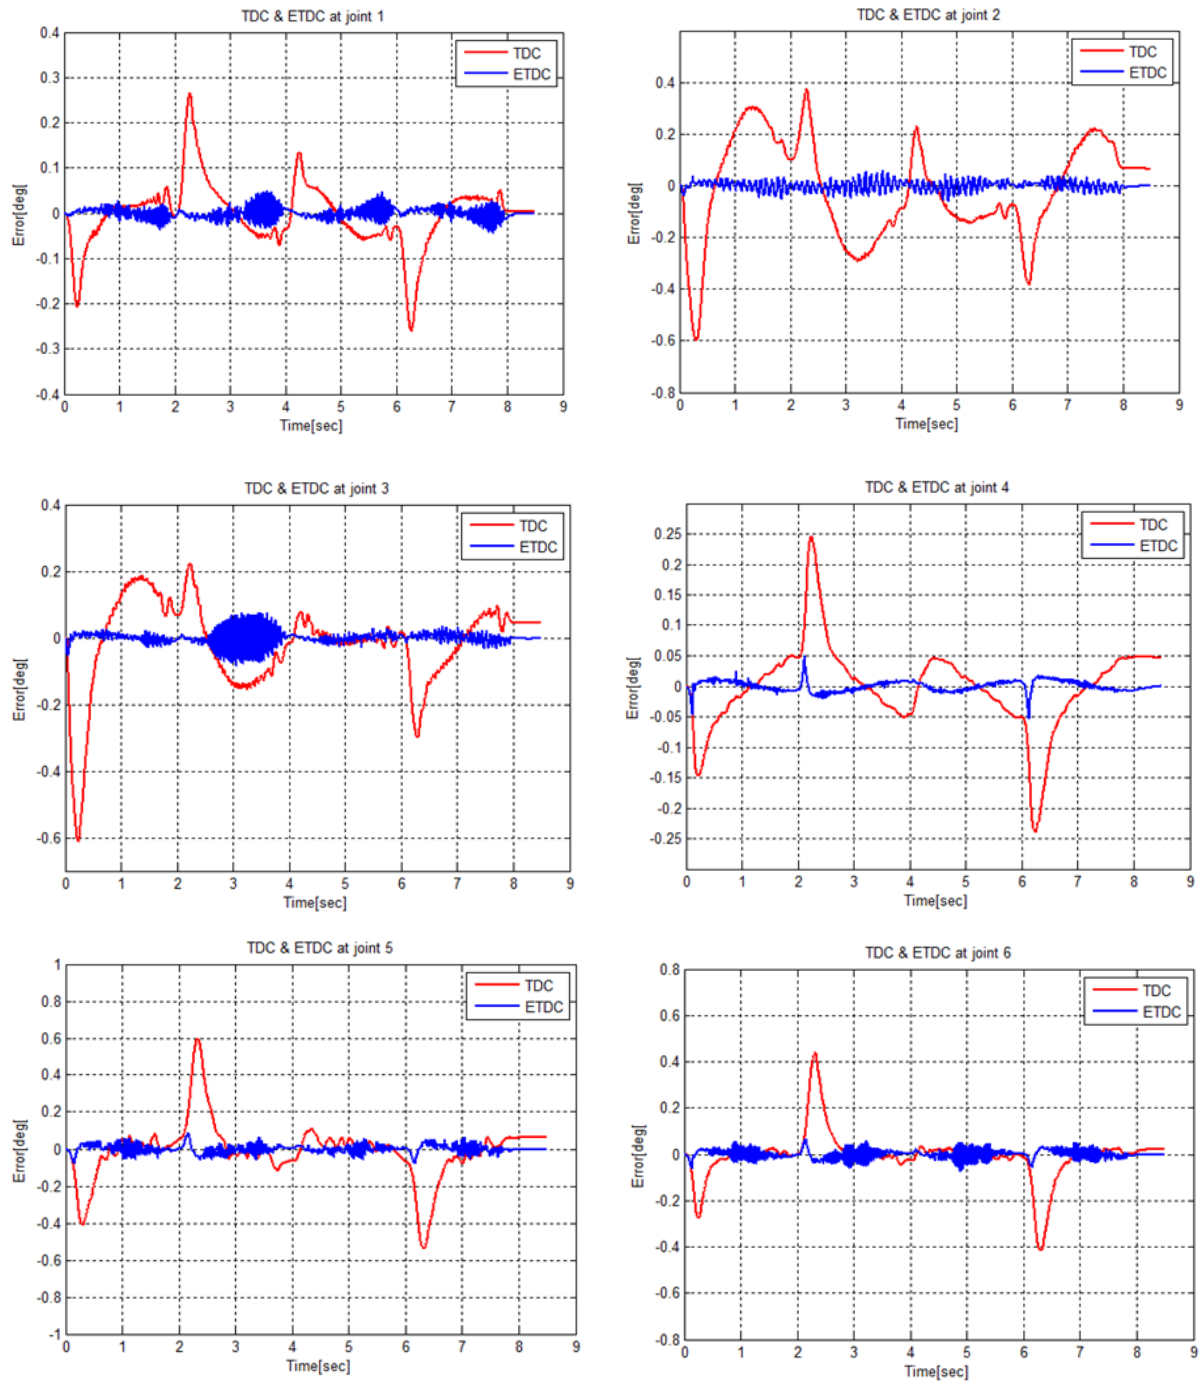 TDC & ETDC at joint 1
0.4
0.4
0.2
0.1
0
-0.1
-0.2
-0.3
-0.4
Error[deg[
TDC
ETDC
0 1 2 3 4 5 6 7 8 9
Time[sec]
TDC & ETDC at joint 2
0.4
0.2
0
-0.2
-0.4
-0.6
-0.8
Error[deg[
TDC
ETDC
0 1 2 3 4 5 6 7 8 9
Time[sec]
TDC & ETDC at joint 3
0.4
0.2
0
-0.2
-0.4
-0.6
Error[deg[
TDC
ETDC
0 1 2 3 4 5 6 7 8 9
Time[sec]
TDC & ETDC at joint 4
0.25
0.2
0.15
0.1
0.05
0
-0.05
-0.1
-0.15
-0.2
-0.25
Error[deg[
TDC
ETDC
0 1 2 3 4 5 6 7 8 9
Time[sec]
TDC & ETDC at joint 5
1
0.8
0.6
0.4
0.2
0
-0.2
-0.4
-0.6
-0.8
-1
Error[deg[
TDC
ETDC
0 1 2 3 4 5 6 7 8 9
Time[sec]
TDC & ETDC at joint 6
0.8
0.6
0.4
0.2
0
-0.2
-0.4
-0.6
-0.8
Error[deg[
TDC
ETDC
0 1 2 3 4 5 6 7 8 9
Time[sec]